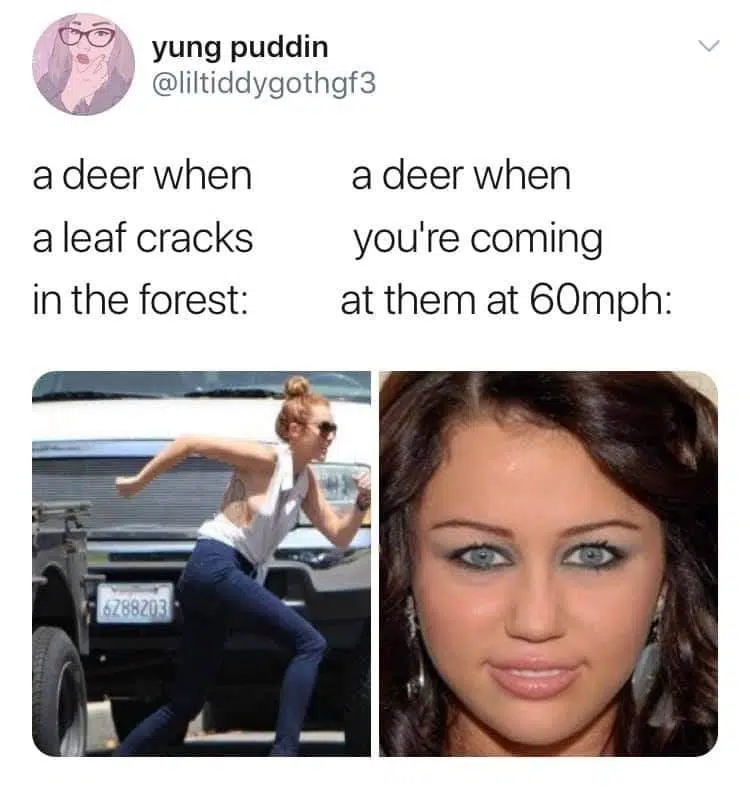 yung puddin
@liltiddygothgf3
a deer when
a leaf cracks
in the forest:
a deer when
you're coming
at them at 60mph:
6Z88203